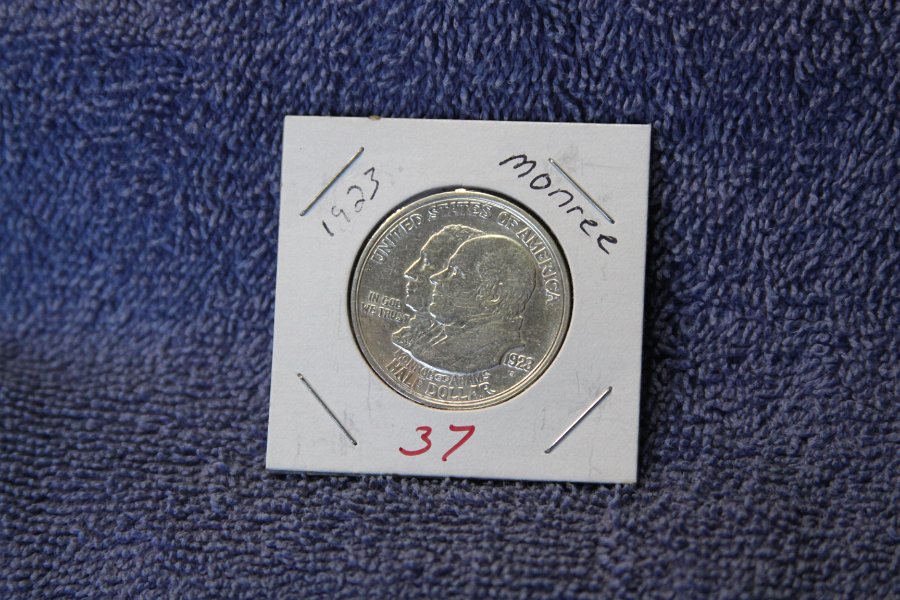 1923
monroe
UNITED STATES OF AMERICA
IN GOD
WE TRUST
1923
HALF DOLLAR
37